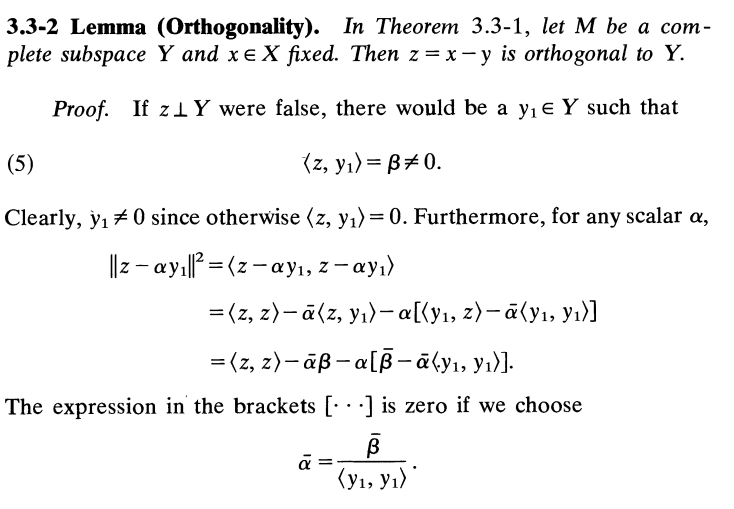 3.3-2 Lemma (Orthogonality). In Theorem 3.3-1, let M be a com-
plete subspace Y and x ∈ X fixed. Then z = x − y is orthogonal to Y.
Proof. If z ⊥ Y were false, there would be a y₁ ∈ Y such that
(5) ⟨z, y₁⟩ = β ≠ 0.
Clearly, y₁ ≠ 0 since otherwise ⟨z, y₁⟩ = 0. Furthermore, for any scalar α,
‖z − αy₁‖² = ⟨z − αy₁, z − αy₁⟩
= ⟨z, z⟩ − ᾱ⟨z, y₁⟩ − α[⟨y₁, z⟩ − ᾱ⟨y₁, y₁⟩]
= ⟨z, z⟩ − ᾱβ − α[β̄ − ᾱ⟨y₁, y₁⟩].
The expression in the brackets [· · ·] is zero if we choose
ᾱ = β̄ / ⟨y₁, y₁⟩ .